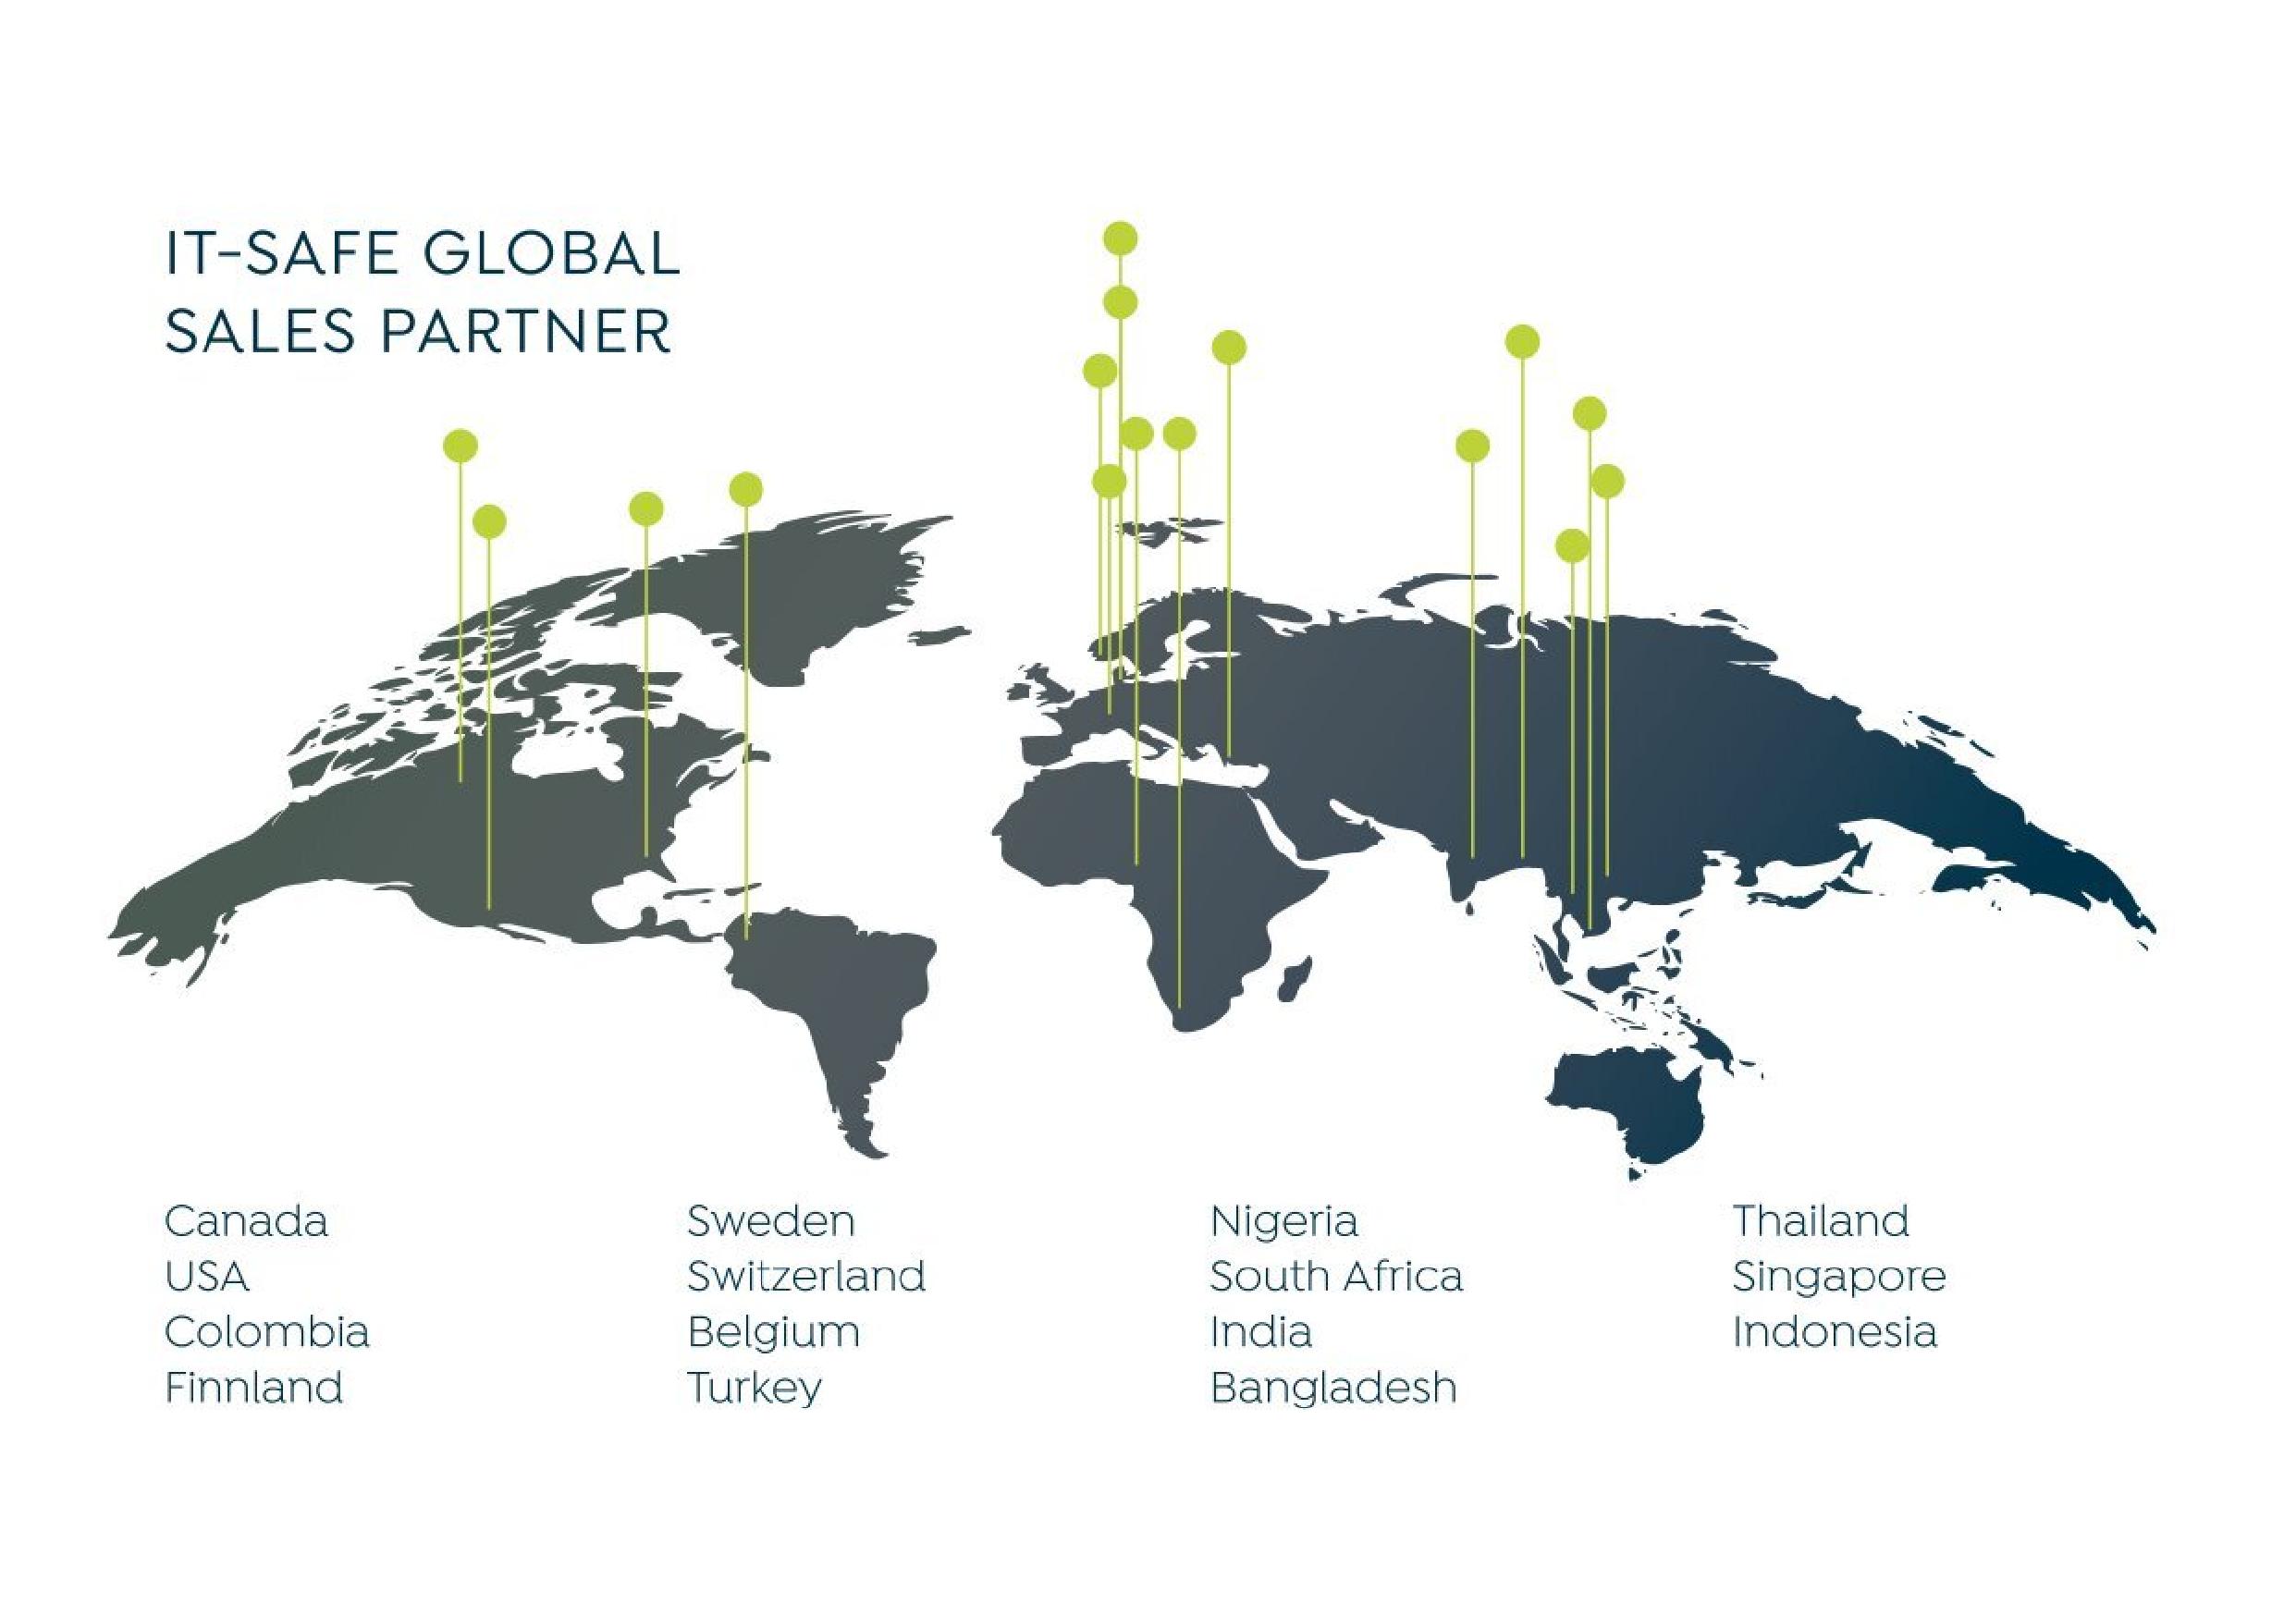 IT-SAFE GLOBAL
SALES PARTNER
Canada
USA
Colombia
Finnland
Sweden
Switzerland
Belgium
Turkey
Nigeria
South Africa
India
Bangladesh
Thailand
Singapore
Indonesia